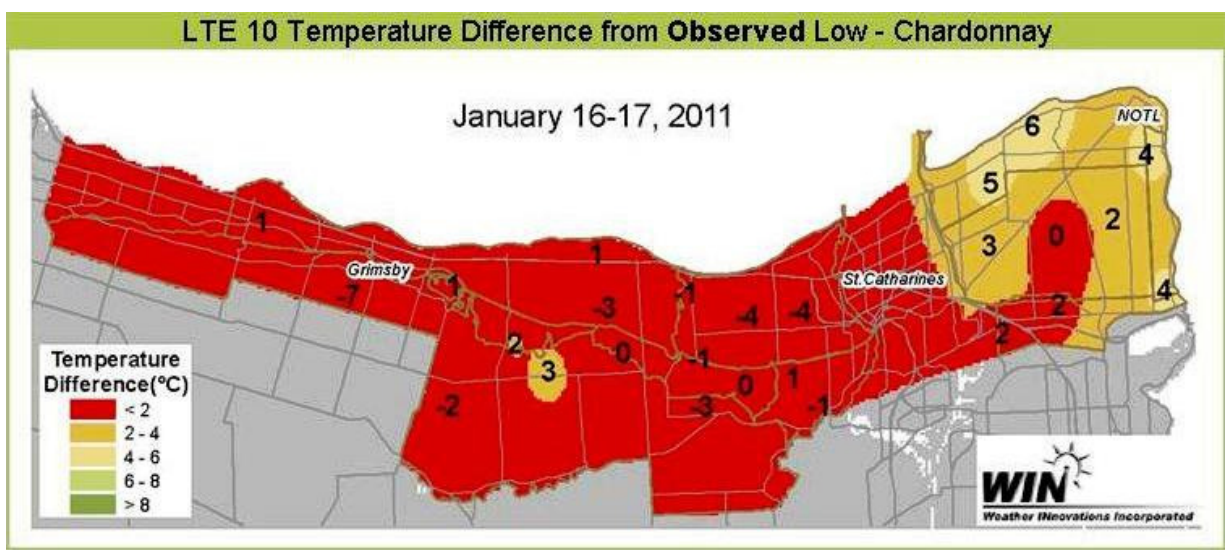 LTE 10 Temperature Difference from Observed Low - Chardonnay
January 16-17, 2011
6
NOTL
4
5
1
2
0
3
1
Grimsby
1
St.Catharines
-7
-1
4
-3
-4
-4
2
2
2
-0
-1
3
0
1
-2
-3
-1
Temperature
Difference(ºC)
< 2
2 - 4
4 - 6
6 - 8
> 8
WIN
Weather INnovations Incorporated